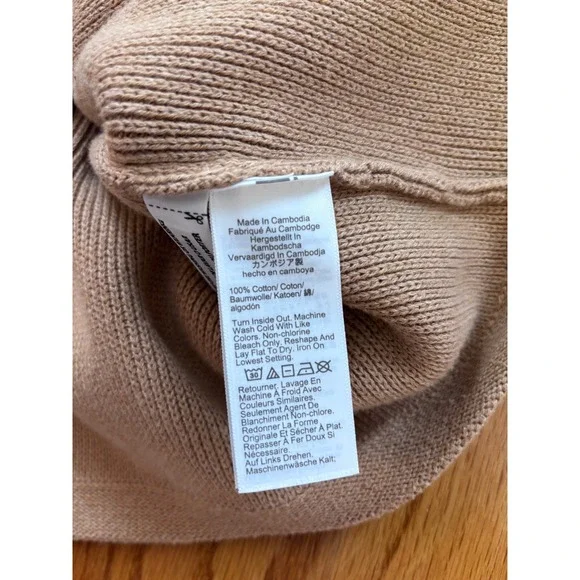 Made In Cambodia
Fabriqué Au Cambodge
Hergestellt In
Kambodscha
Vervaardigd In Cambodja
カンボジア製
hecho en camboya
100% Cotton/ Coton/
Baumwolle/ Katoen/ 綿/
algodón
Turn Inside Out. Machine
Wash Cold With Like
Colors. Non-chlorine
Bleach Only. Reshape And
Lay Flat To Dry. Iron On
Lowest Setting.
30
Retourner. Lavage En
Machine À Froid Avec
Couleurs Similaires.
Seulement Agent De
Blanchiment Non-chlore.
Redonner La Forme
Originale Et Sécher À Plat.
Repasser À Fer Doux Si
Nécessaire.
Auf Links Drehen.
Maschinenwäsche Kalt;